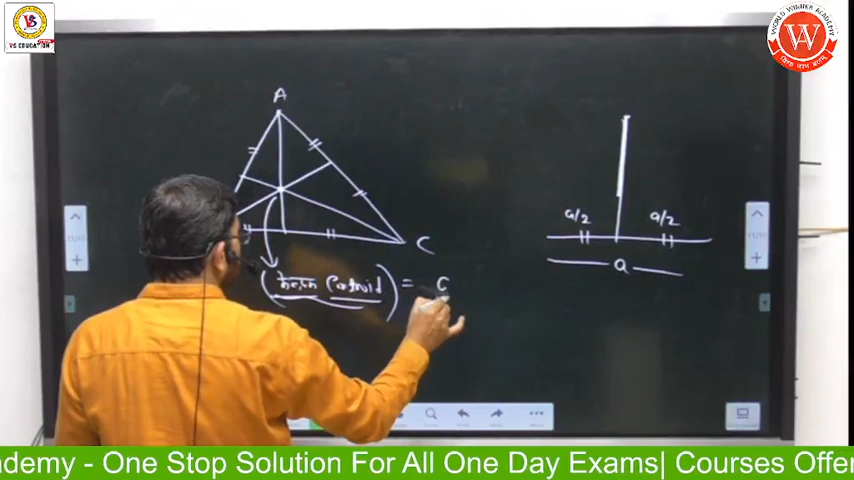 VS EDUCATION
WORLD WINNER ACADEMY
A
a/2
a/2
C
a
Centroid ) = C
ademy - One Stop Solution For All One Day Exams| Courses Offer